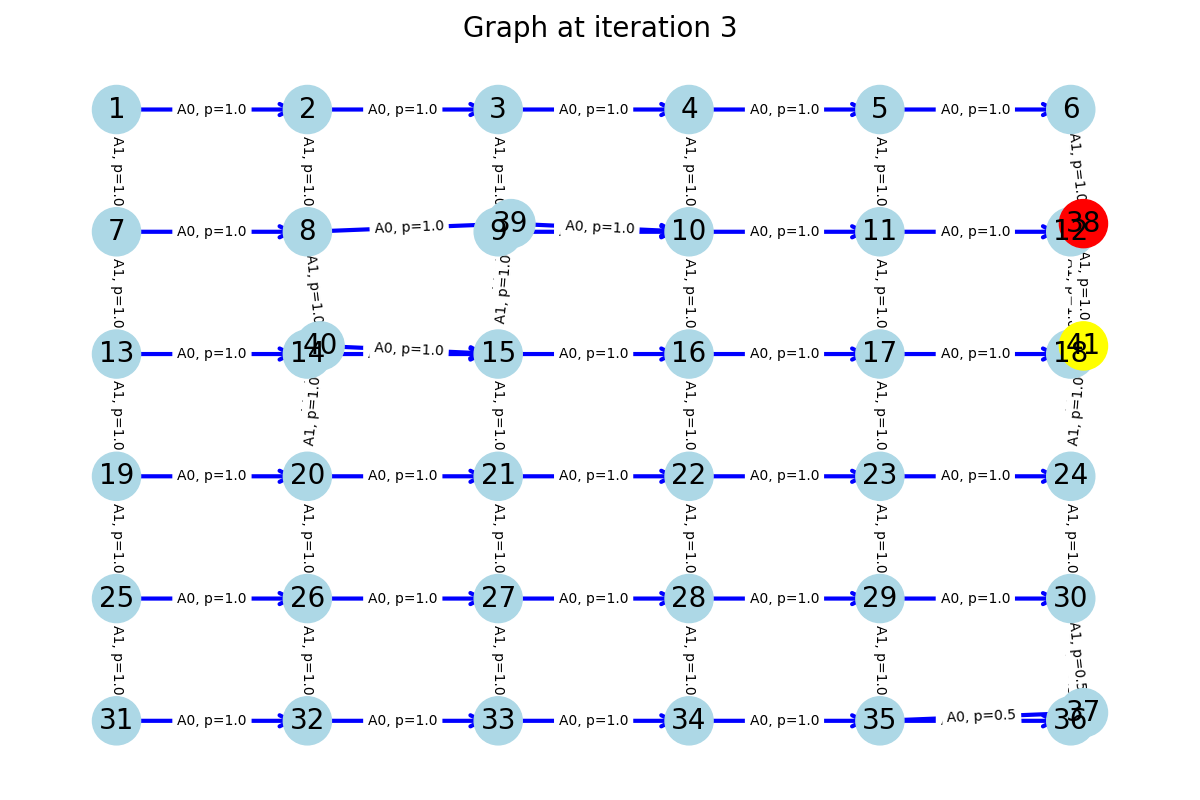 Graph at iteration 3
1 A0, p=1.0 2 A0, p=1.0 3 A0, p=1.0 4 A0, p=1.0 5 A0, p=1.0 6
A1, p=1.0 A1, p=1.0 A1, p=1.0 A1, p=1.0 A1, p=1.0 A1, p=1.0
7 A0, p=1.0 8 A0, p=1.0 9 39 A0, p=1.0 10 A0, p=1.0 11 A0, p=1.0 12 38
A1, p=1.0 A1, p=1.0 A1, p=1.0 A1, p=1.0 A1, p=1.0 A1, p=1.0
13 A0, p=1.0 14 40 A0, p=1.0 15 A0, p=1.0 16 A0, p=1.0 17 A0, p=1.0 18 41
A1, p=1.0 A1, p=1.0 A1, p=1.0 A1, p=1.0 A1, p=1.0 A1, p=1.0
19 A0, p=1.0 20 A0, p=1.0 21 A0, p=1.0 22 A0, p=1.0 23 A0, p=1.0 24
A1, p=1.0 A1, p=1.0 A1, p=1.0 A1, p=1.0 A1, p=1.0 A1, p=1.0
25 A0, p=1.0 26 A0, p=1.0 27 A0, p=1.0 28 A0, p=1.0 29 A0, p=1.0 30
A1, p=1.0 A1, p=1.0 A1, p=1.0 A1, p=1.0 A1, p=1.0 A1, p=0.5
31 A0, p=1.0 32 A0, p=1.0 33 A0, p=1.0 34 A0, p=1.0 35 A0, p=0.5 36 37